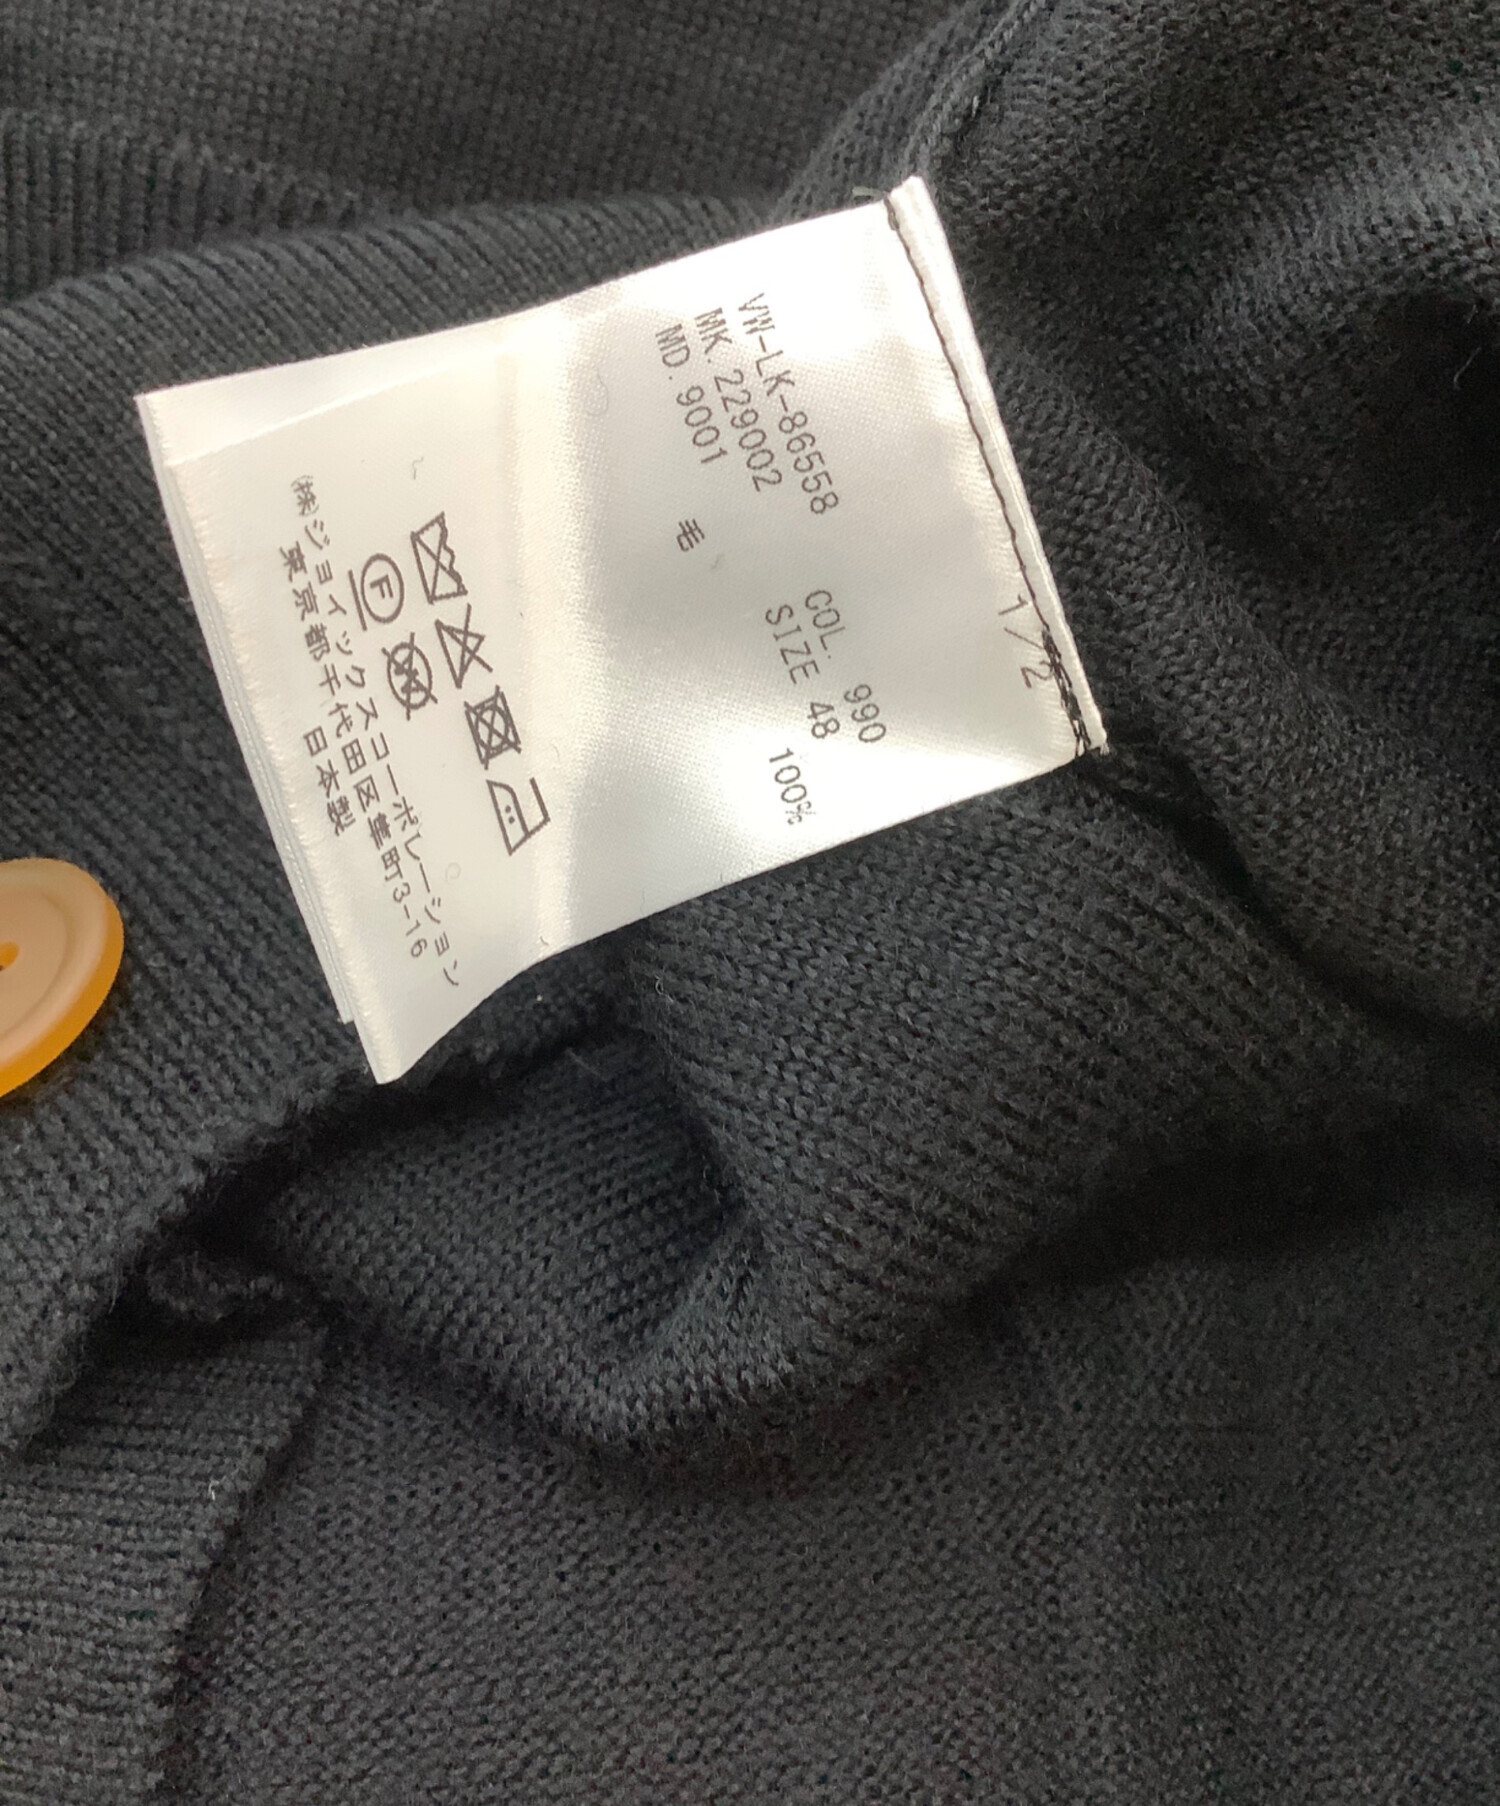 1/2
VW-LK-86558 COL. 990
MK. 229002 SIZE 48
MD. 9001
毛 100%
F
W
(株)ジョイックスコーポレーション
東京都千代田区隼町3-16
日本製